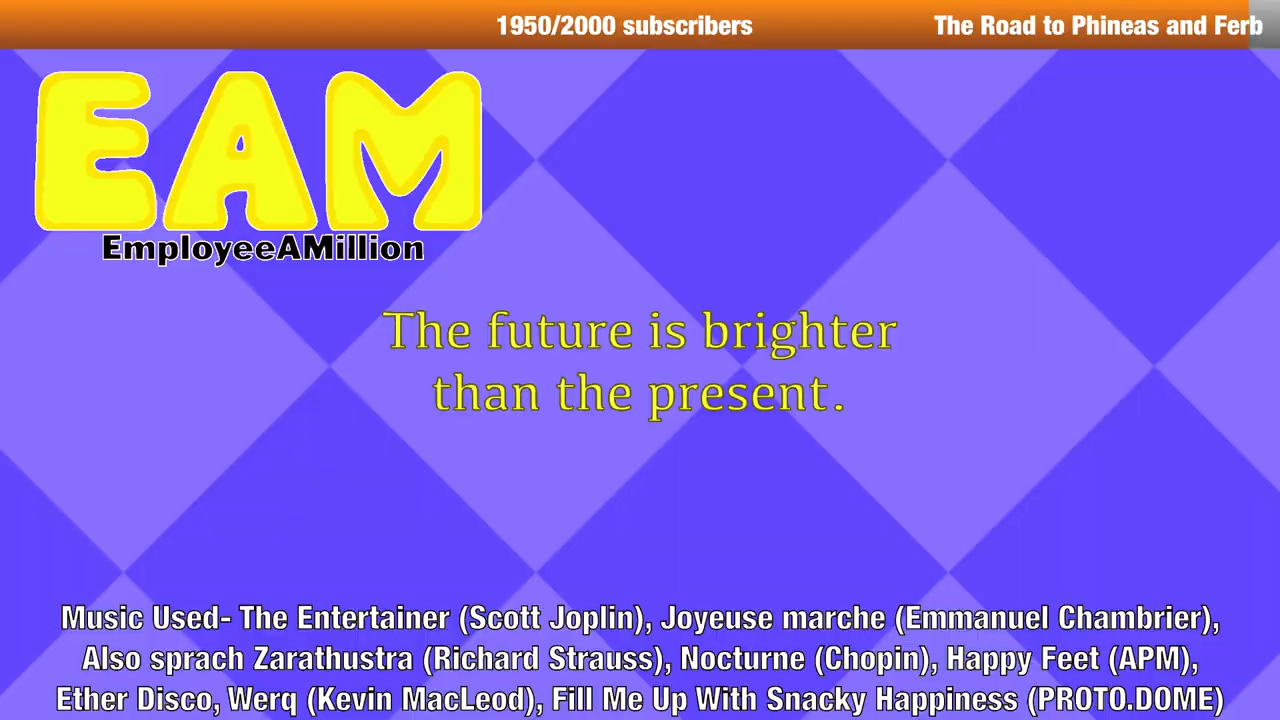 1950/2000 subscribers
The Road to Phineas and Ferb
EAM
EmployeeAMillion
The future is brighter
than the present.
Music Used- The Entertainer (Scott Joplin), Joyeuse marche (Emmanuel Chambrier),
Also sprach Zarathustra (Richard Strauss), Nocturne (Chopin), Happy Feet (APM),
Ether Disco, Werq (Kevin MacLeod), Fill Me Up With Snacky Happiness (PROTO.DOME)